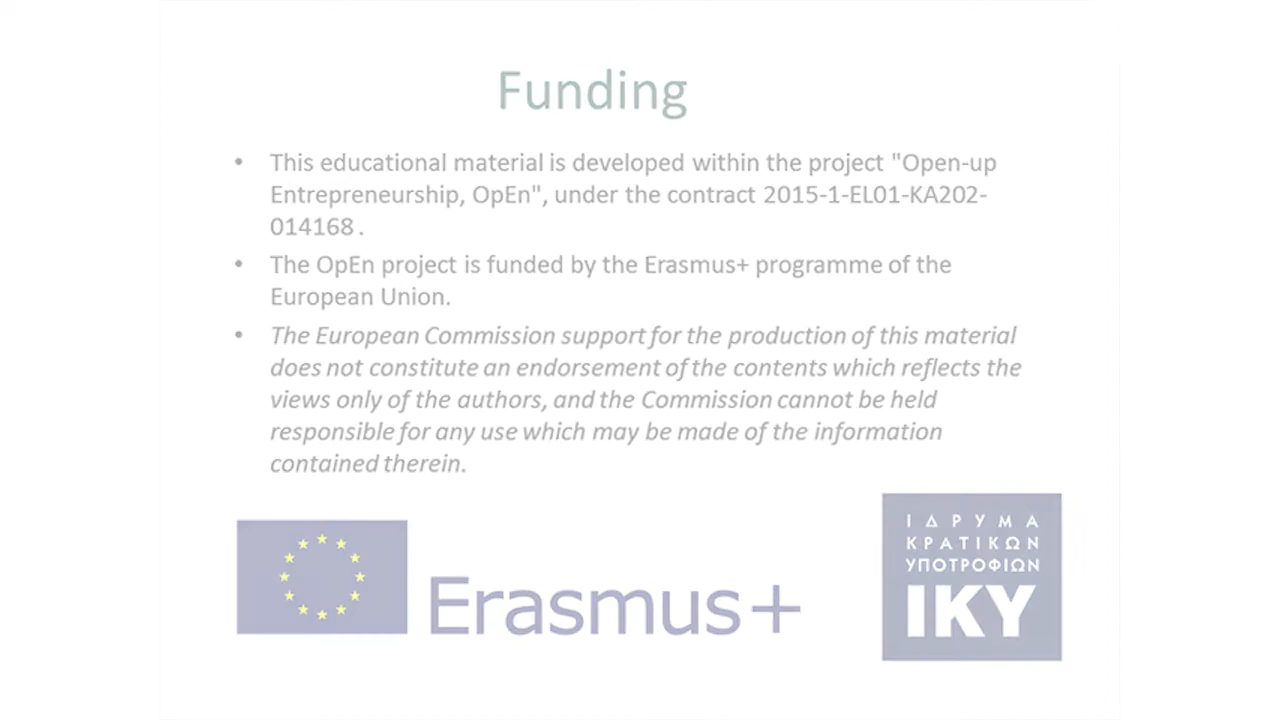 Funding
• This educational material is developed within the project "Open-up
Entrepreneurship, OpEn", under the contract 2015-1-EL01-KA202-
014168 .
• The OpEn project is funded by the Erasmus+ programme of the
European Union.
• The European Commission support for the production of this material
does not constitute an endorsement of the contents which reflects the
views only of the authors, and the Commission cannot be held
responsible for any use which may be made of the information
contained therein.
Erasmus+
ΙΔΡΥΜΑ
ΚΡΑΤΙΚΩΝ
ΥΠΟΤΡΟΦΙΩΝ
ΙΚΥ